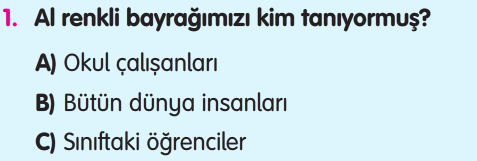 1. Al renkli bayrağımızı kim tanıyormuş?
A) Okul çalışanları
B) Bütün dünya insanları
C) Sınıftaki öğrenciler